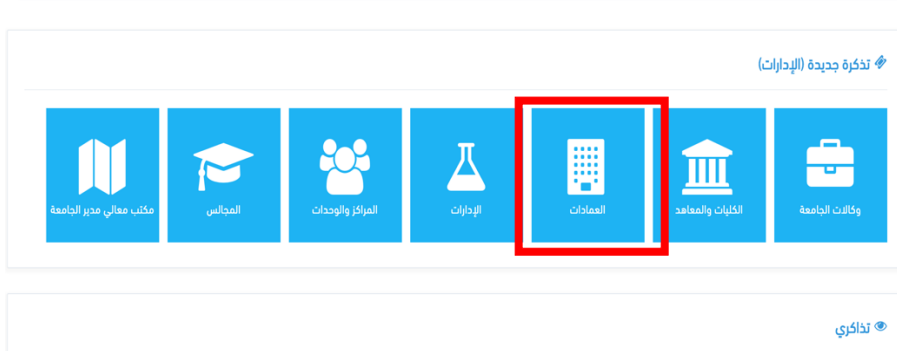 تذكرة جديدة (الإدارات)
وكالات الجامعة
الكليات والمعاهد
العمادات
الإدارات
المراكز والوحدات
المجالس
مكتب معالي مدير الجامعة
تذاكري